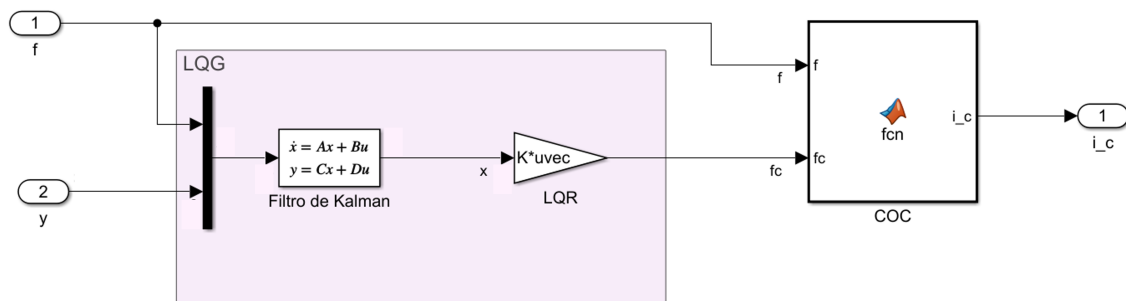 1
f
LQG
2
y
ẋ = Ax + Bu
y = Cx + Du
Filtro de Kalman
x
K*uvec
LQR
f
fc
f
fc
fcn
i_c
COC
1
i_c